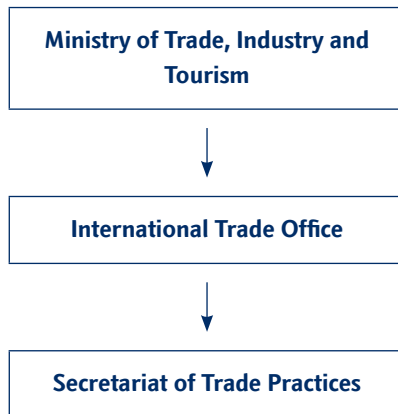 Ministry of Trade, Industry and
Tourism
International Trade Office
Secretariat of Trade Practices